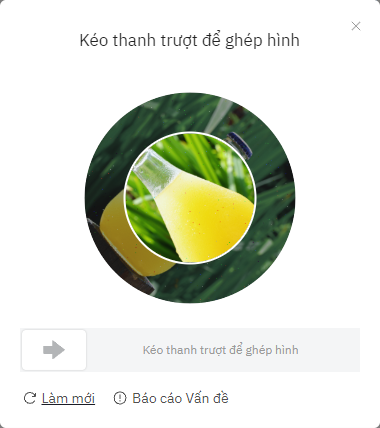 Kéo thanh trượt để ghép hình
Kéo thanh trượt để ghép hình
Làm mới
Báo cáo Vấn đề